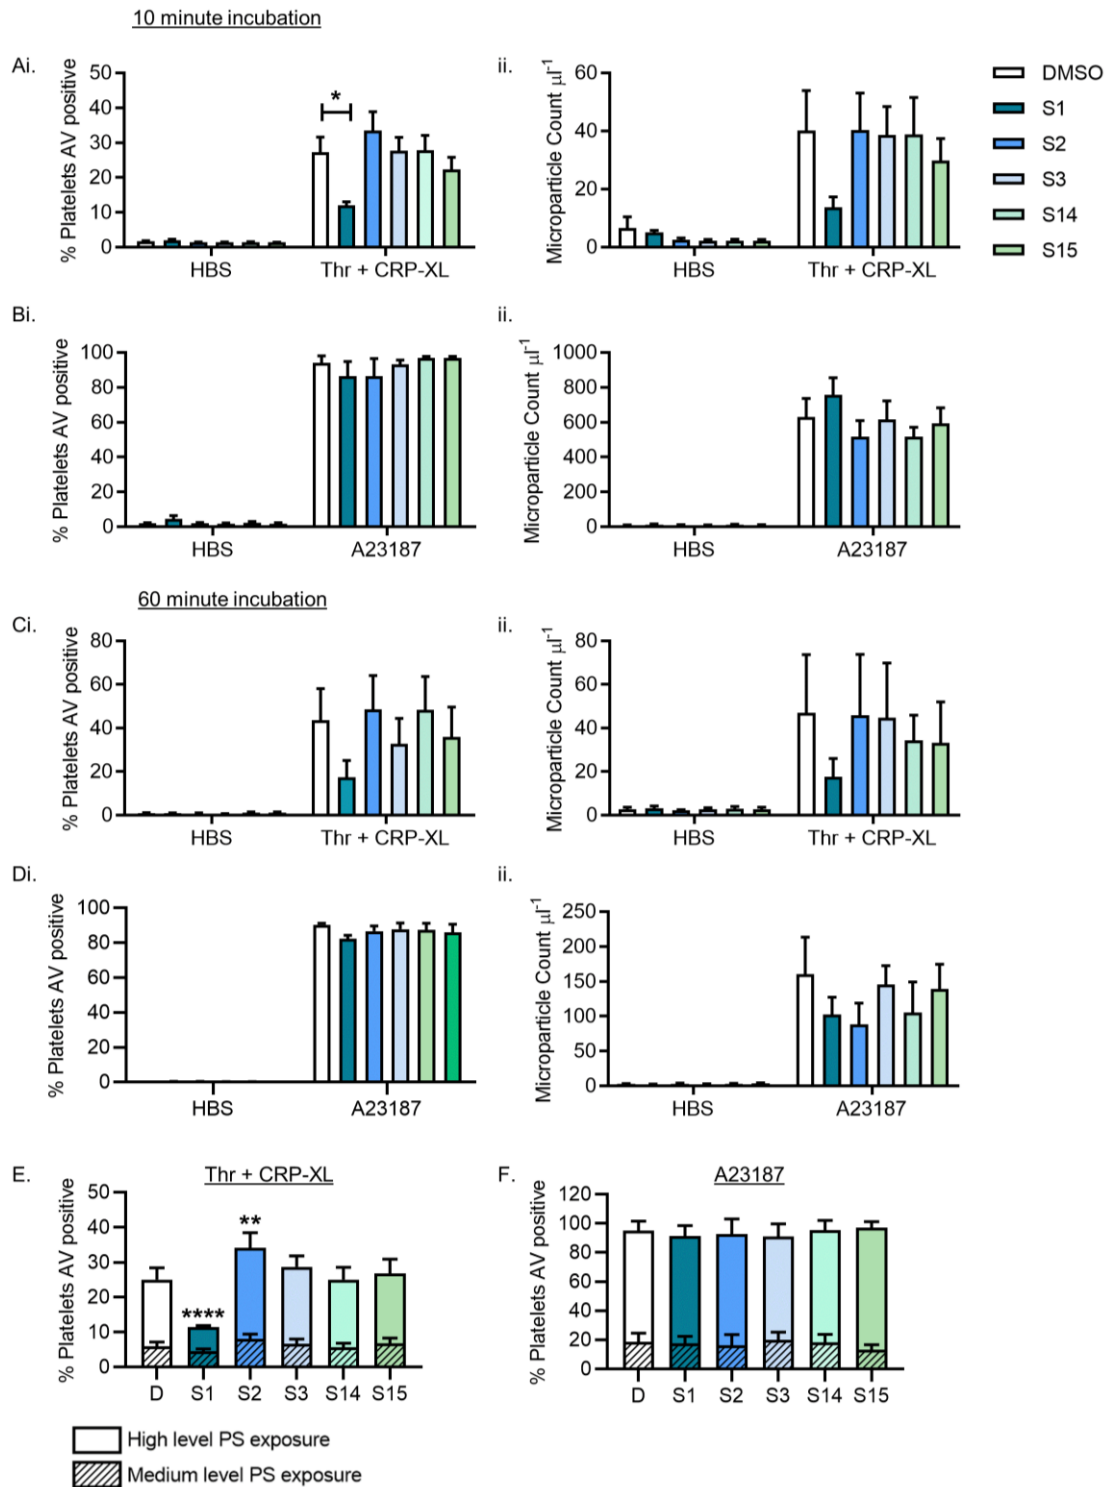 10 minute incubation
Ai.
% Platelets AV positive
50
40
30
20
10
0
*
HBS
Thr + CRP-XL
ii.
Microparticle Count µl⁻¹
60
40
20
0
HBS
Thr + CRP-XL
DMSO
S1
S2
S3
S14
S15
Bi.
% Platelets AV positive
100
80
60
40
20
0
HBS
A23187
ii.
Microparticle Count µl⁻¹
1000
800
600
400
200
0
HBS
A23187
60 minute incubation
Ci.
% Platelets AV positive
80
60
40
20
0
HBS
Thr + CRP-XL
ii.
Microparticle Count µl⁻¹
80
60
40
20
0
HBS
Thr + CRP-XL
Di.
% Platelets AV positive
100
80
60
40
20
0
HBS
A23187
ii.
Microparticle Count µl⁻¹
250
200
150
100
50
0
HBS
A23187
E.
Thr + CRP-XL
% Platelets AV positive
50
40
30
20
10
0
****
**
D S1 S2 S3 S14 S15
F.
A23187
% Platelets AV positive
120
100
80
60
40
20
0
D S1 S2 S3 S14 S15
High level PS exposure
Medium level PS exposure